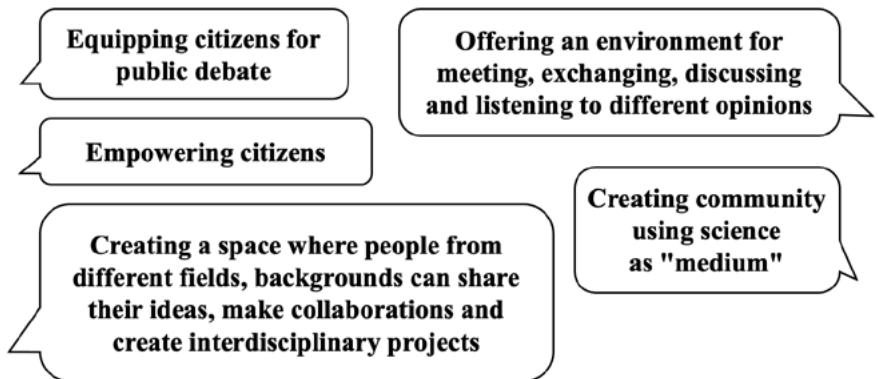 Equipping citizens for
public debate
Offering an environment for
meeting, exchanging, discussing
and listening to different opinions
Empowering citizens
Creating community
using science
as "medium"
Creating a space where people from
different fields, backgrounds can share
their ideas, make collaborations and
create interdisciplinary projects